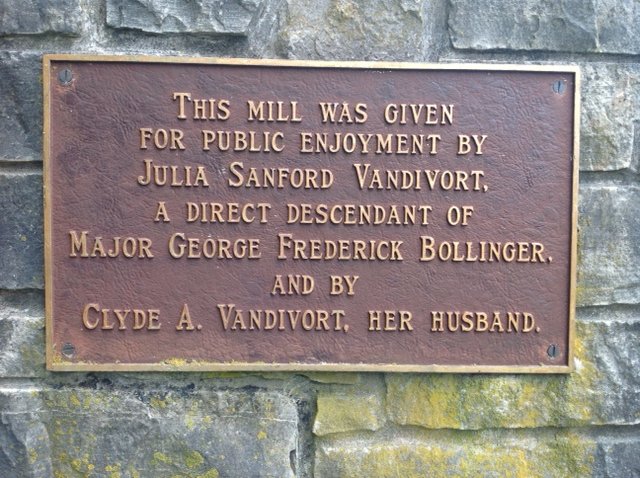 THIS MILL WAS GIVEN
FOR PUBLIC ENJOYMENT BY
JULIA SANFORD VANDIVORT,
A DIRECT DESCENDANT OF
MAJOR GEORGE FREDERICK BOLLINGER,
AND BY
CLYDE A. VANDIVORT, HER HUSBAND.